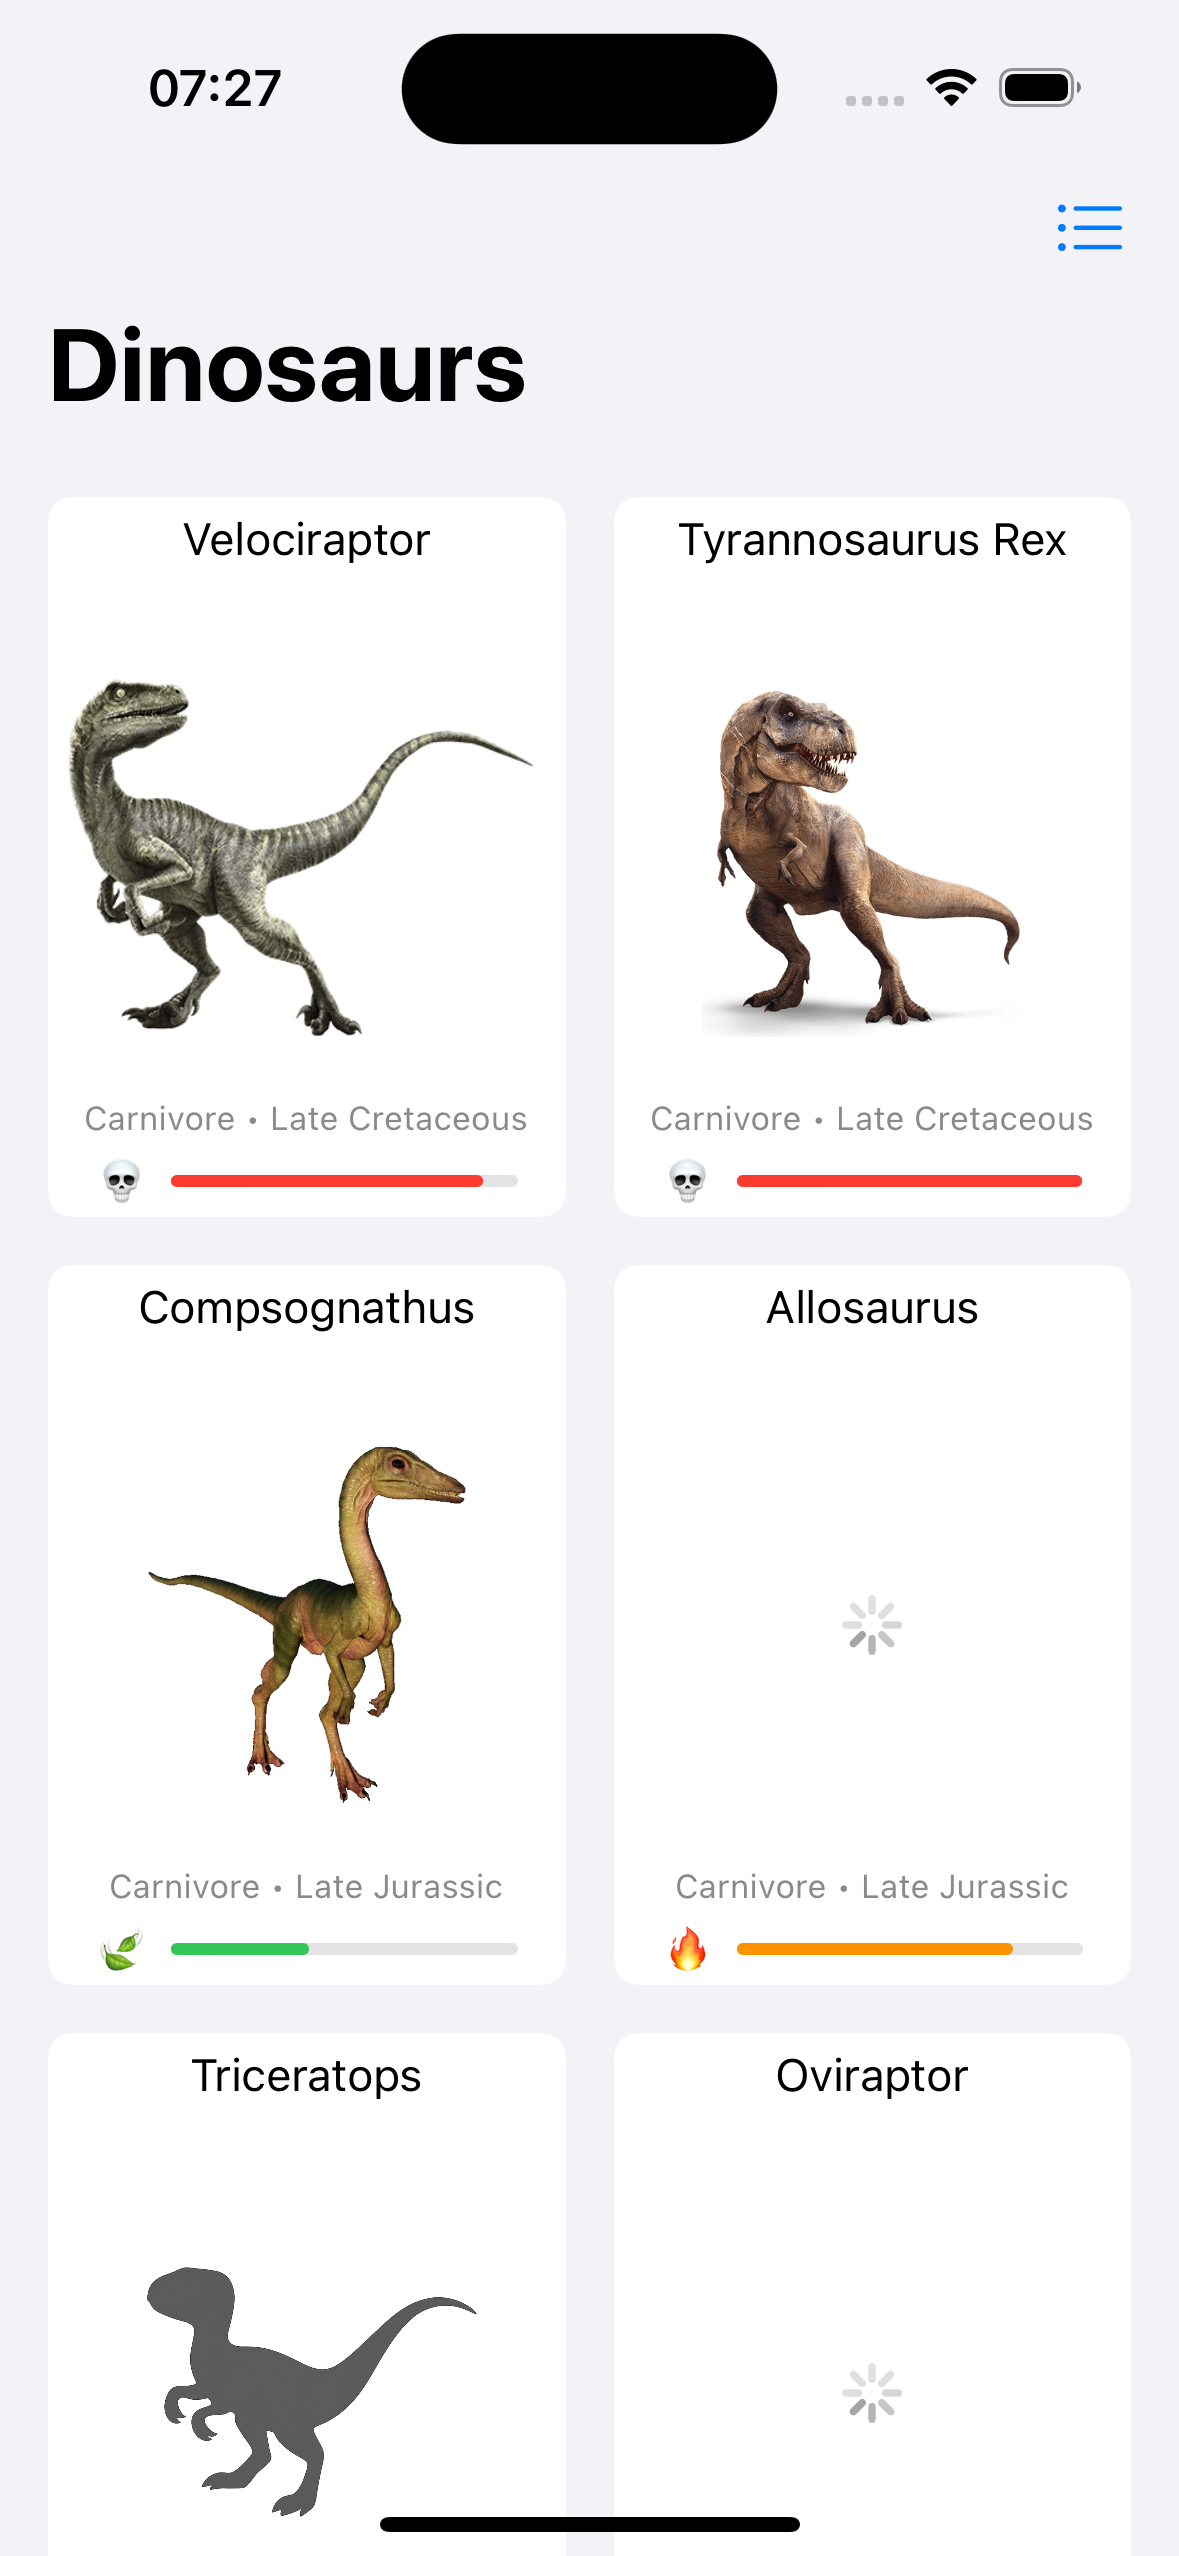 07:27
Dinosaurs
Velociraptor
Tyrannosaurus Rex
Carnivore • Late Cretaceous
Carnivore • Late Cretaceous
Compsognathus
Allosaurus
Carnivore • Late Jurassic
Carnivore • Late Jurassic
Triceratops
Oviraptor